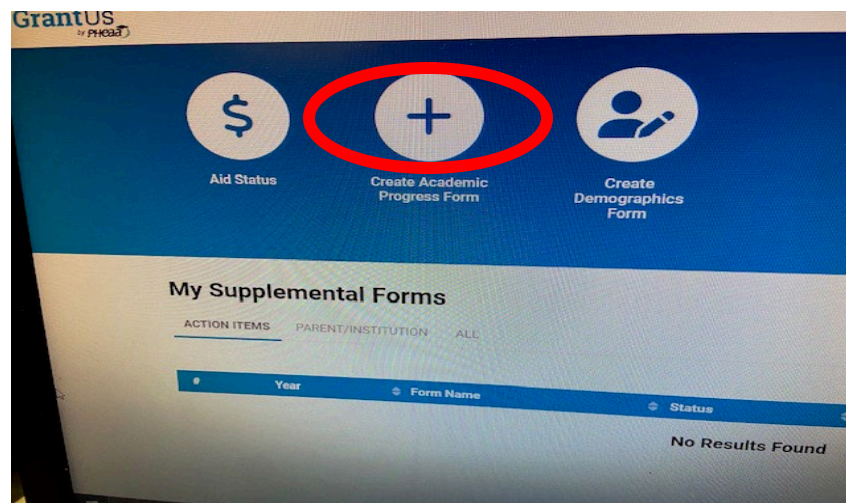 GrantUS
by PHEAA
$
Aid Status
Create Academic
Progress Form
Create
Demographics
Form
My Supplemental Forms
ACTION ITEMS PARENT/INSTITUTION ALL
# Year Form Name Status
No Results Found